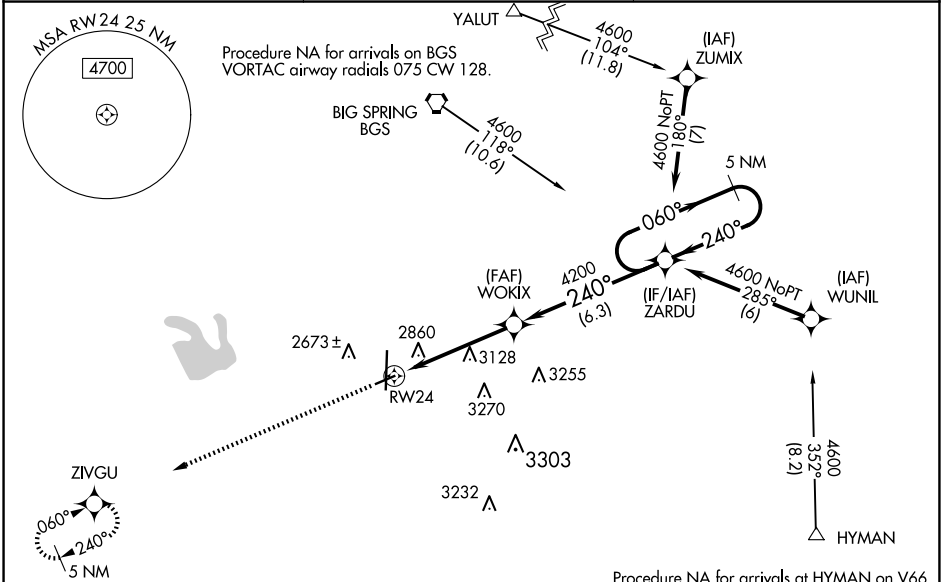 MSA RW24 25 NM
4700
Procedure NA for arrivals on BGS
VORTAC airway radials 075 CW 128.
YALUT
4600
104°
(11.8)
(IAF)
ZUMIX
4600 NoPT
180°
(7)
BIG SPRING
BGS
4600
118°
(10.6)
5 NM
060°
240°
(IF/IAF)
ZARDU
4600 NoPT
285°
(6)
(IAF)
WUNIL
4200
240°
(6.3)
(FAF)
WOKIX
2673±
2860
3128
3255
RW24
3270
3303
3232
4600
352°
(8.2)
HYMAN
ZIVGU
060°
240°
5 NM
Procedure NA for arrivals at HYMAN on V66